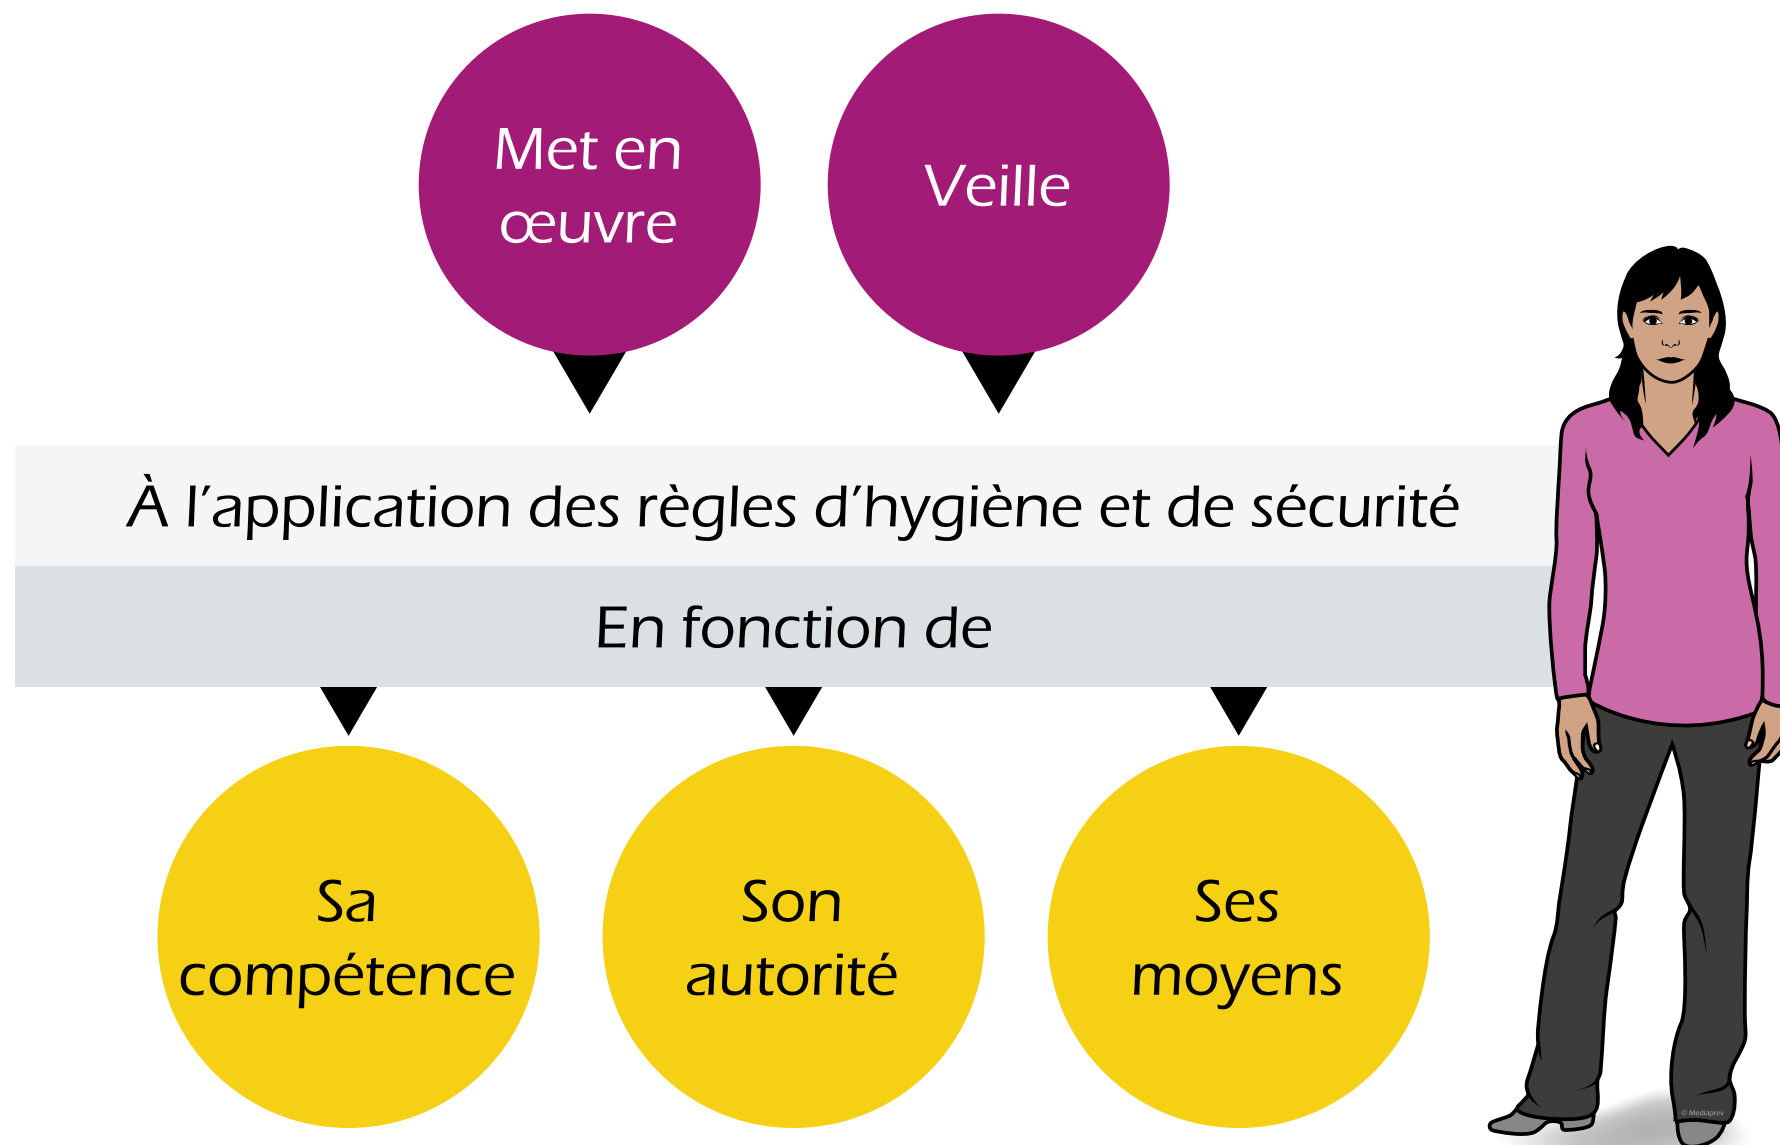 Met en
œuvre
Veille
À l’application des règles d’hygiène et de sécurité
En fonction de
Sa
compétence
Son
autorité
Ses
moyens
© Mediaprev